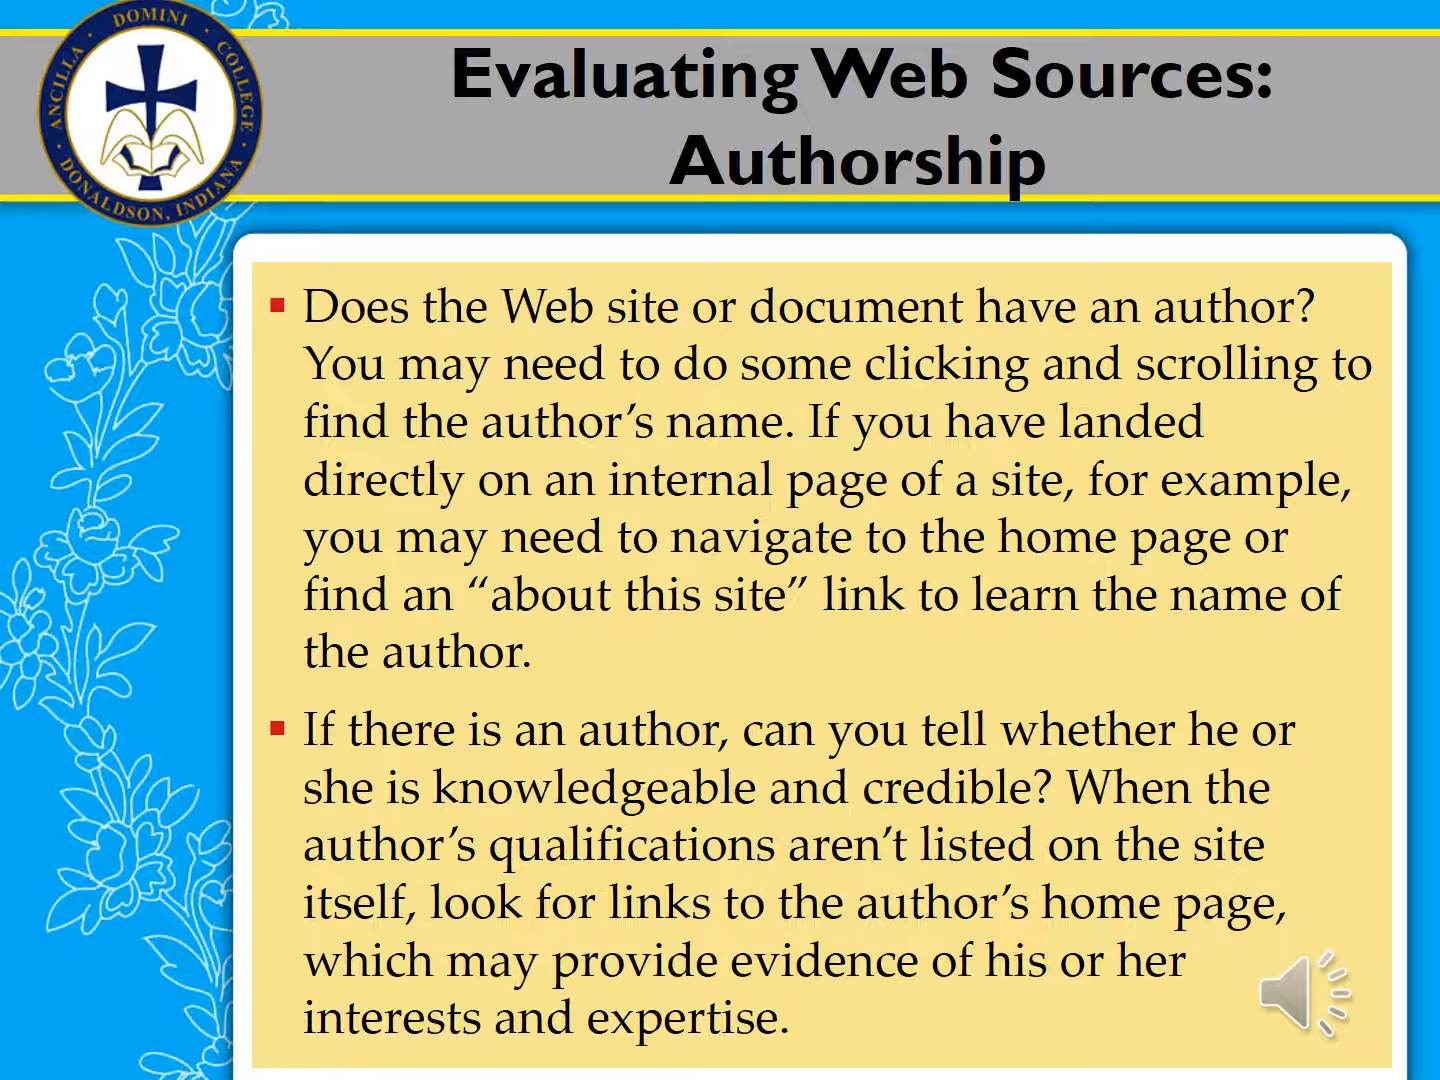 ANCILLA · DOMINI · COLLEGE
· DONALDSON, INDIANA ·
Evaluating Web Sources:
Authorship
▪ Does the Web site or document have an author?
You may need to do some clicking and scrolling to
find the author’s name. If you have landed
directly on an internal page of a site, for example,
you may need to navigate to the home page or
find an “about this site” link to learn the name of
the author.
▪ If there is an author, can you tell whether he or
she is knowledgeable and credible? When the
author’s qualifications aren’t listed on the site
itself, look for links to the author’s home page,
which may provide evidence of his or her
interests and expertise.